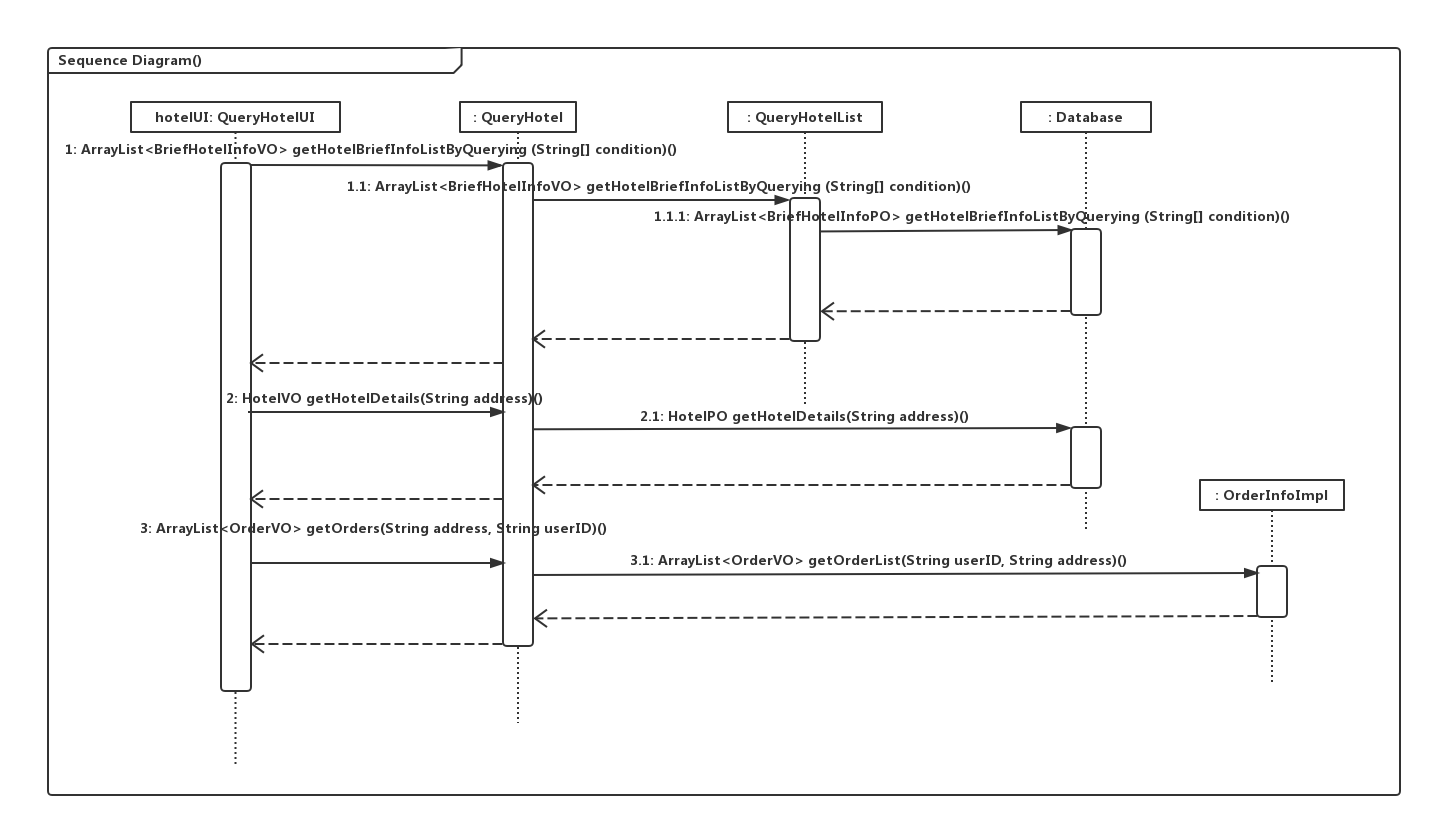 Sequence Diagram()
hotelUI: QueryHotelUI
: QueryHotel
: QueryHotelList
: Database
1: ArrayList<BriefHotelInfoVO> getHotelBriefInfoListByQuerying (String[] condition)()
1.1: ArrayList<BriefHotelInfoVO> getHotelBriefInfoListByQuerying (String[] condition)()
1.1.1: ArrayList<BriefHotelInfoPO> getHotelBriefInfoListByQuerying (String[] condition)()
2: HotelVO getHotelDetails(String address)()
2.1: HotelPO getHotelDetails(String address)()
: OrderInfoImpl
3: ArrayList<OrderVO> getOrders(String address, String userID)()
3.1: ArrayList<OrderVO> getOrderList(String userID, String address)()